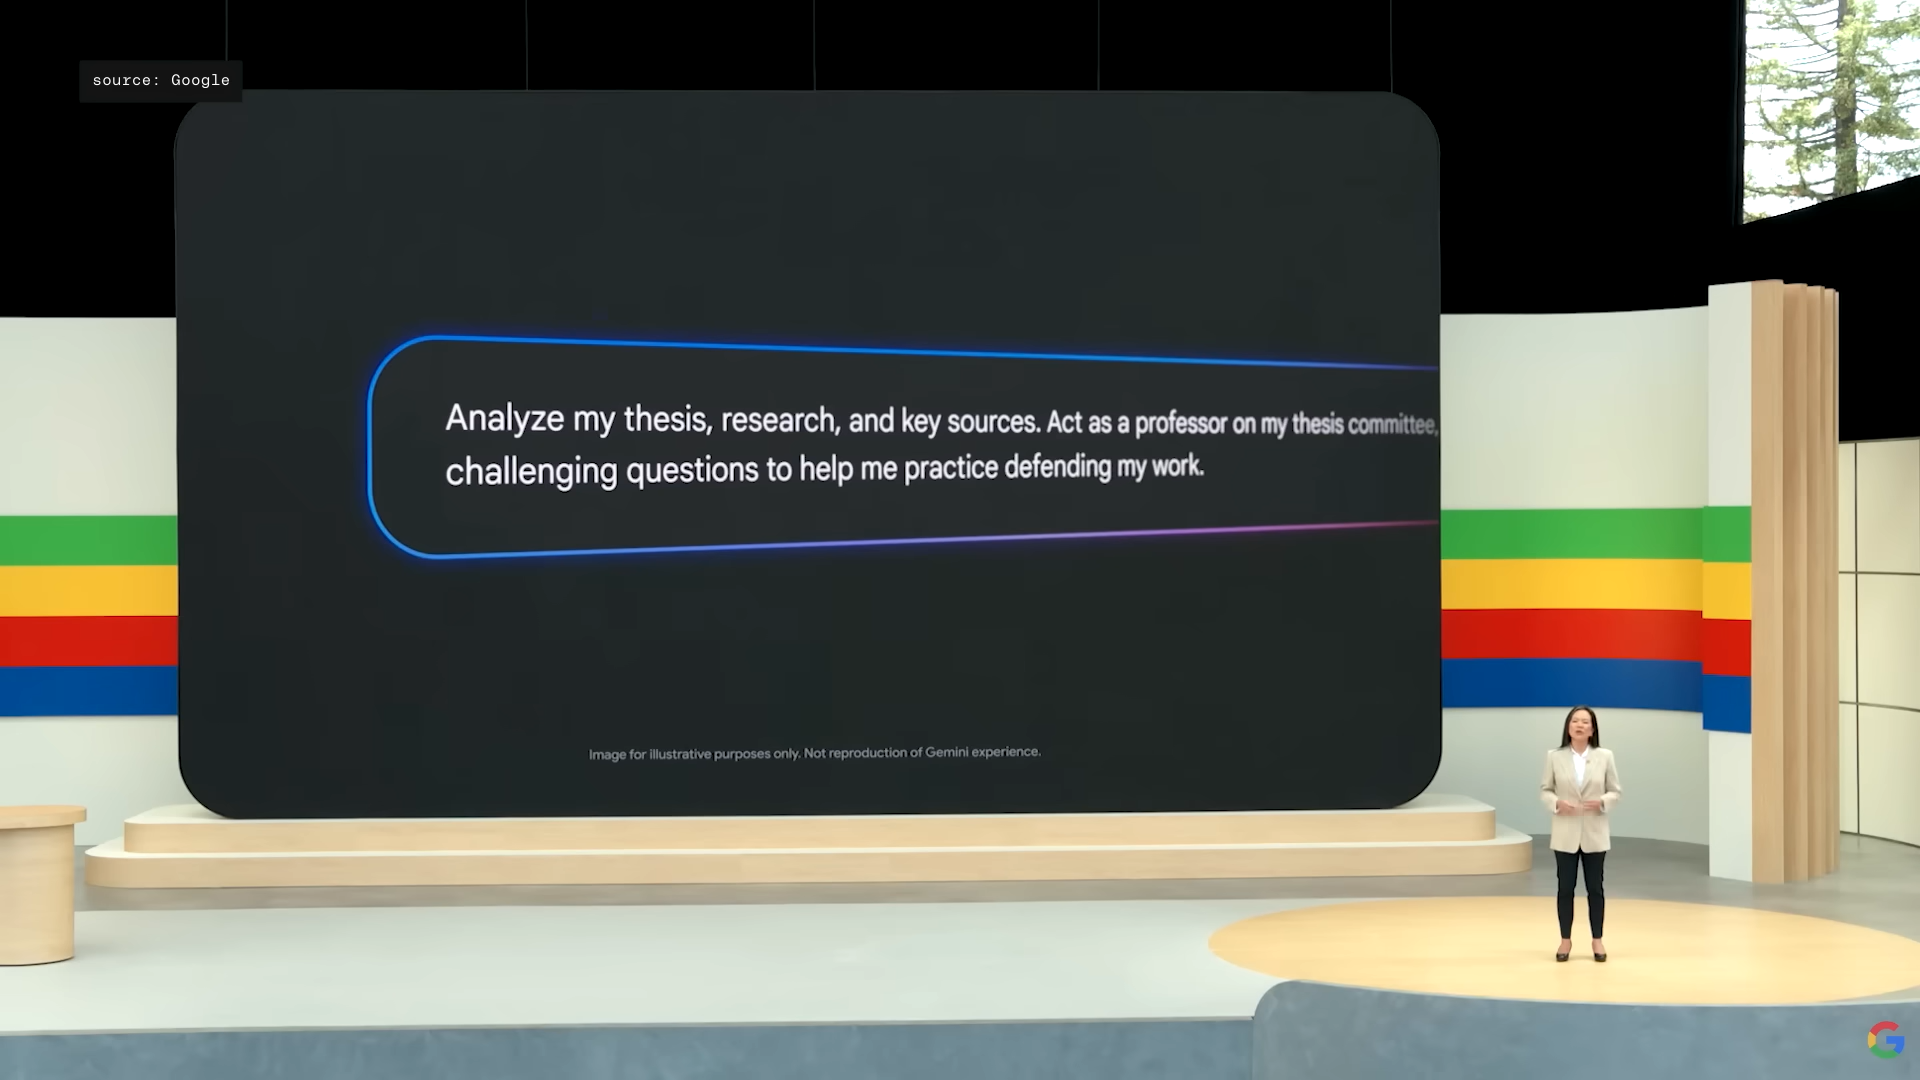 source: Google
Analyze my thesis, research, and key sources. Act as a professor on my thesis committee,
challenging questions to help me practice defending my work.
Image for illustrative purposes only. Not reproduction of Gemini experience.